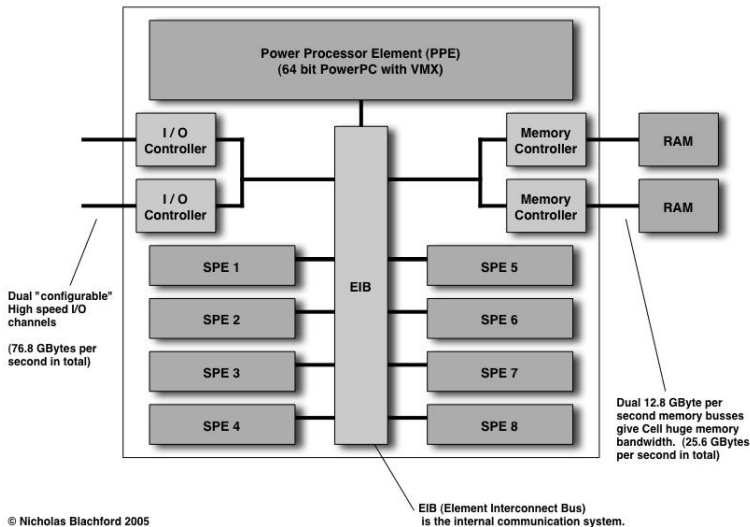 Power Processor Element (PPE)
(64 bit PowerPC with VMX)
I / O
Controller
I / O
Controller
Memory
Controller
Memory
Controller
RAM
RAM
EIB
SPE 1
SPE 2
SPE 3
SPE 4
SPE 5
SPE 6
SPE 7
SPE 8
Dual "configurable"
High speed I/O
channels
(76.8 GBytes per
second in total)
Dual 12.8 GByte per
second memory busses
give Cell huge memory
bandwidth. (25.6 GBytes
per second in total)
EIB (Element Interconnect Bus)
is the internal communication system.
© Nicholas Blachford 2005